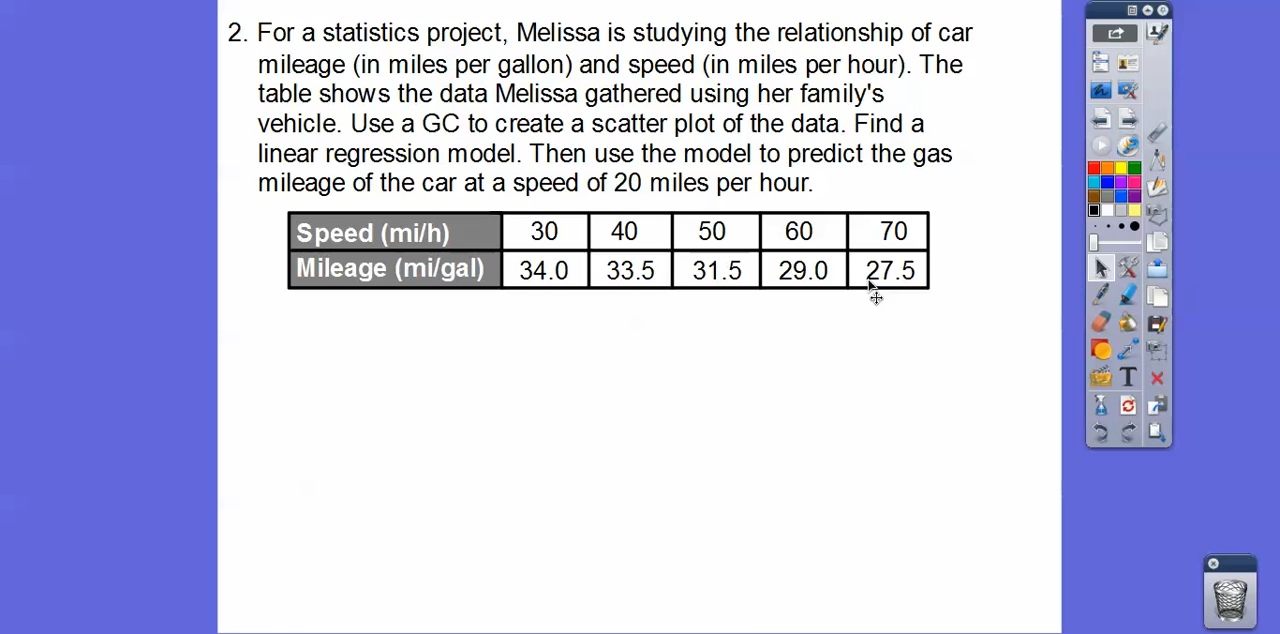 2. For a statistics project, Melissa is studying the relationship of car
mileage (in miles per gallon) and speed (in miles per hour). The
table shows the data Melissa gathered using her family's
vehicle. Use a GC to create a scatter plot of the data. Find a
linear regression model. Then use the model to predict the gas
mileage of the car at a speed of 20 miles per hour.
Speed (mi/h) 30 40 50 60 70
Mileage (mi/gal) 34.0 33.5 31.5 29.0 27.5
T